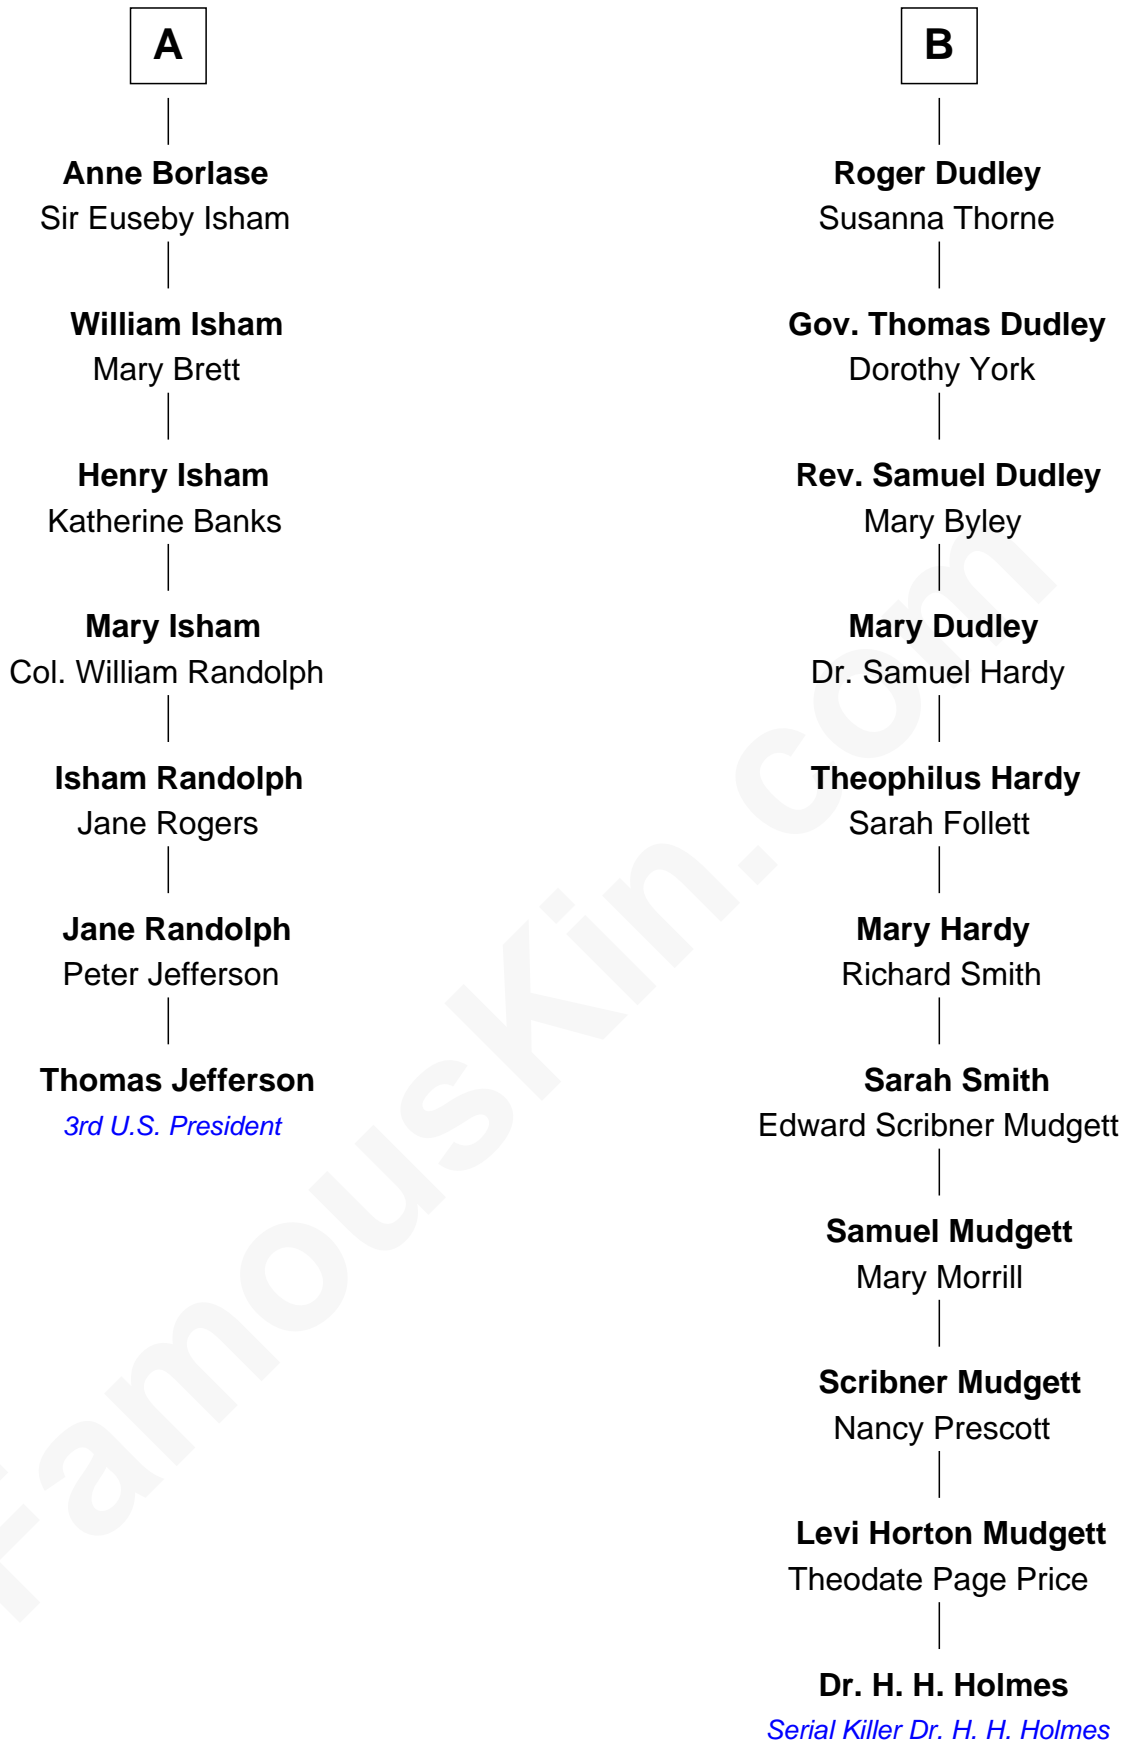 A
Anne Borlase
Sir Euseby Isham
William Isham
Mary Brett
Henry Isham
Katherine Banks
Mary Isham
Col. William Randolph
Isham Randolph
Jane Rogers
Jane Randolph
Peter Jefferson
Thomas Jefferson
3rd U.S. President
B
Roger Dudley
Susanna Thorne
Gov. Thomas Dudley
Dorothy York
Rev. Samuel Dudley
Mary Byley
Mary Dudley
Dr. Samuel Hardy
Theophilus Hardy
Sarah Follett
Mary Hardy
Richard Smith
Sarah Smith
Edward Scribner Mudgett
Samuel Mudgett
Mary Morrill
Scribner Mudgett
Nancy Prescott
Levi Horton Mudgett
Theodate Page Price
Dr. H. H. Holmes
Serial Killer Dr. H. H. Holmes
FamousKin.com